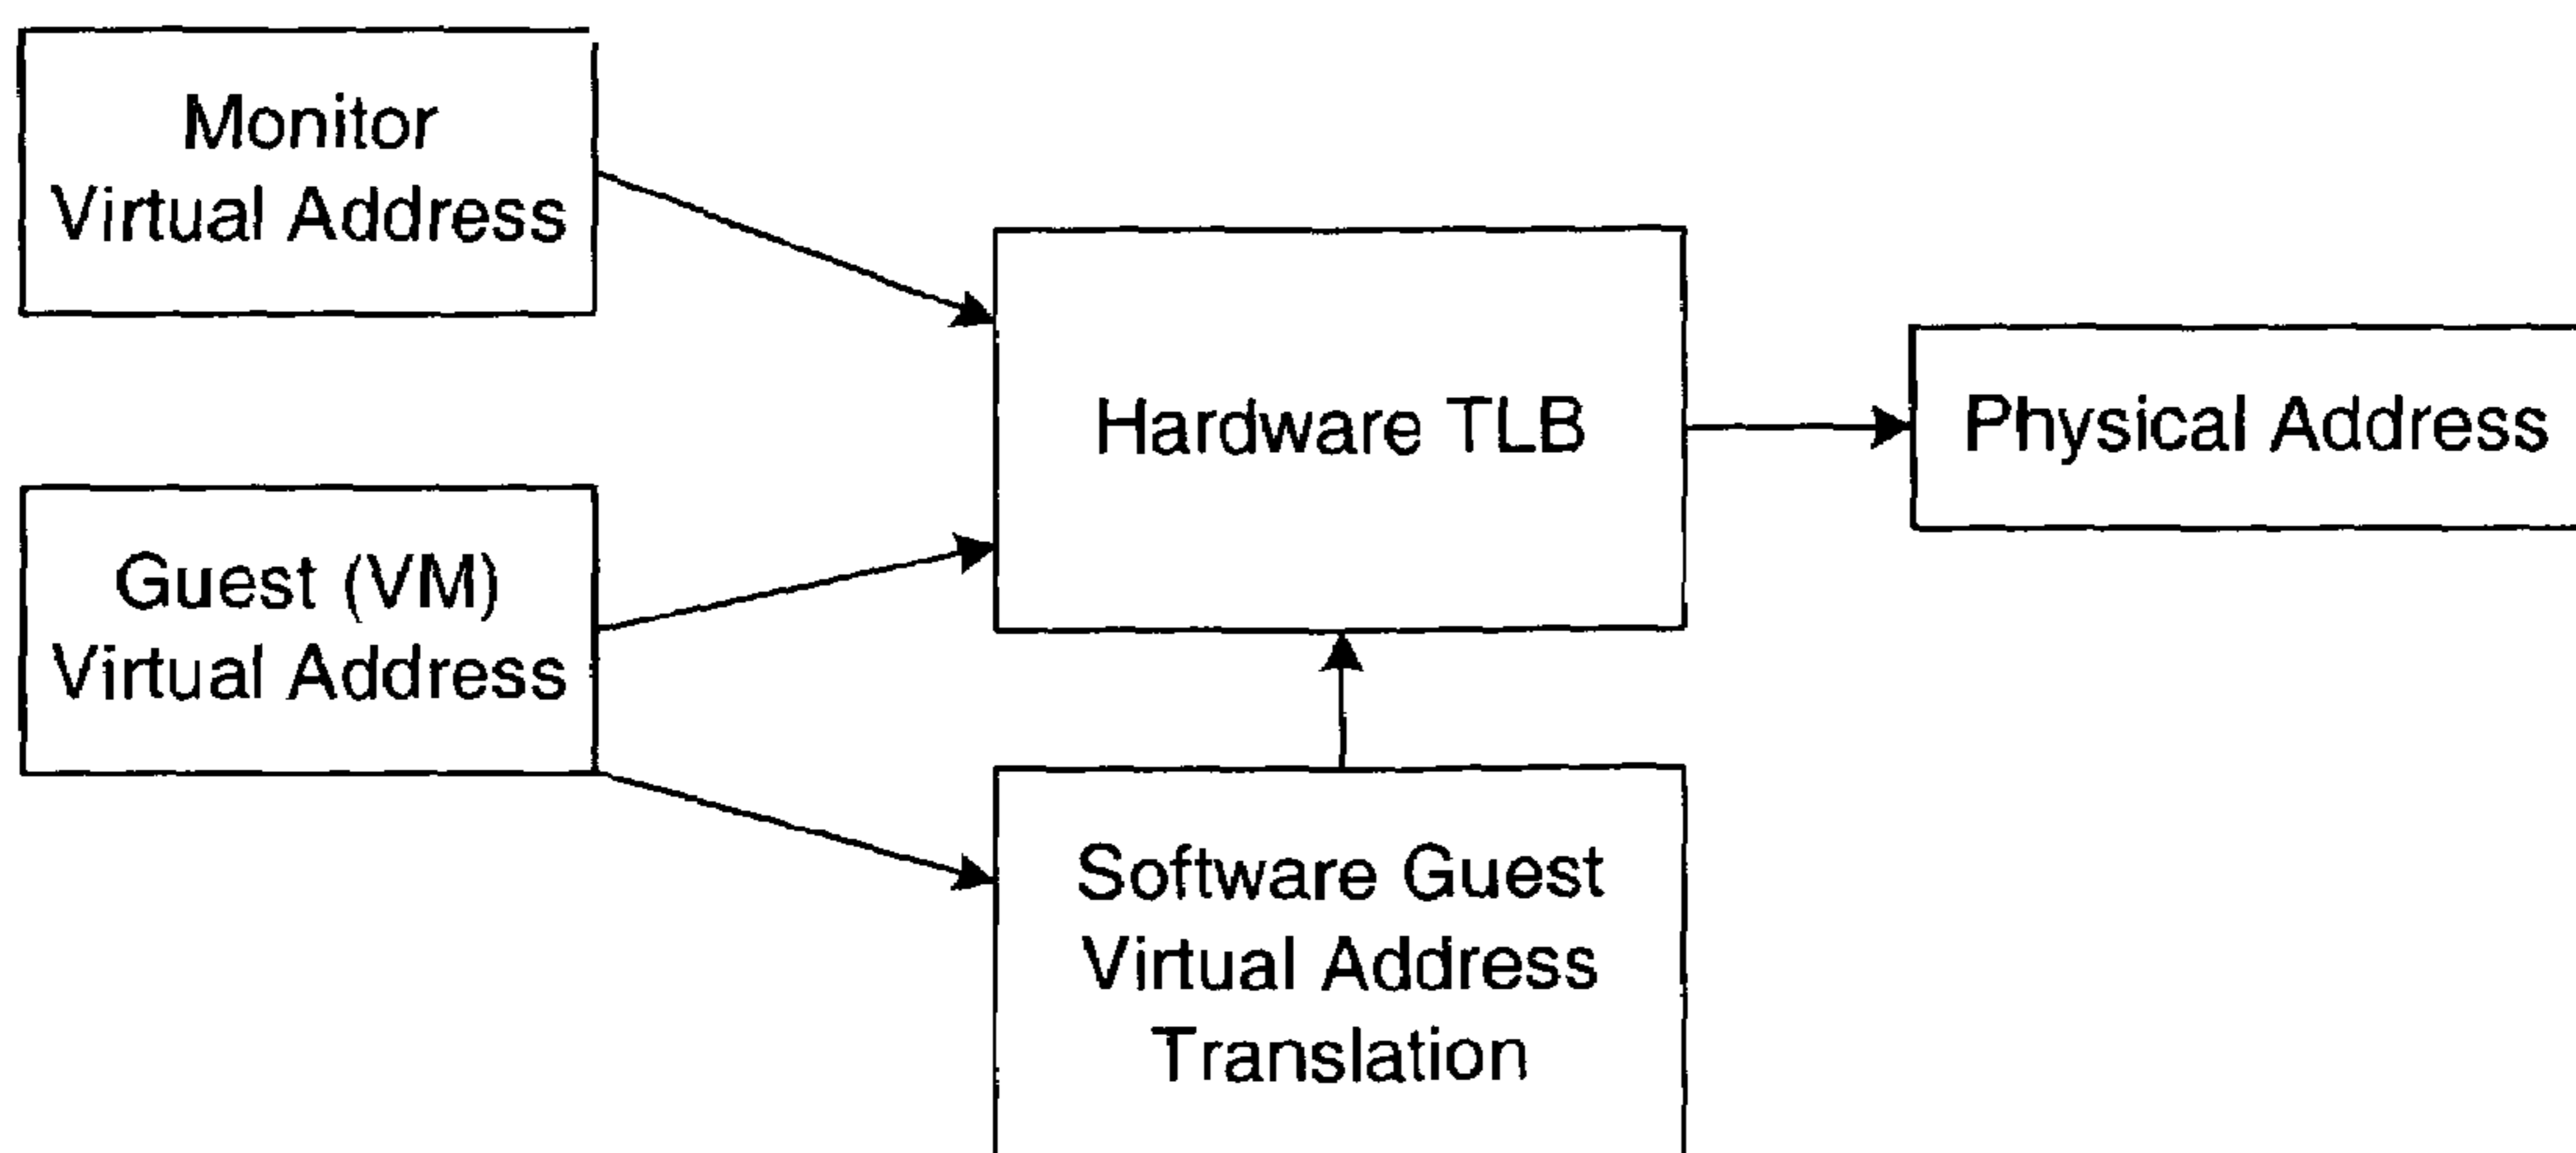 Monitor
Virtual Address
Hardware TLB
Physical Address
Guest (VM)
Virtual Address
Software Guest
Virtual Address
Translation